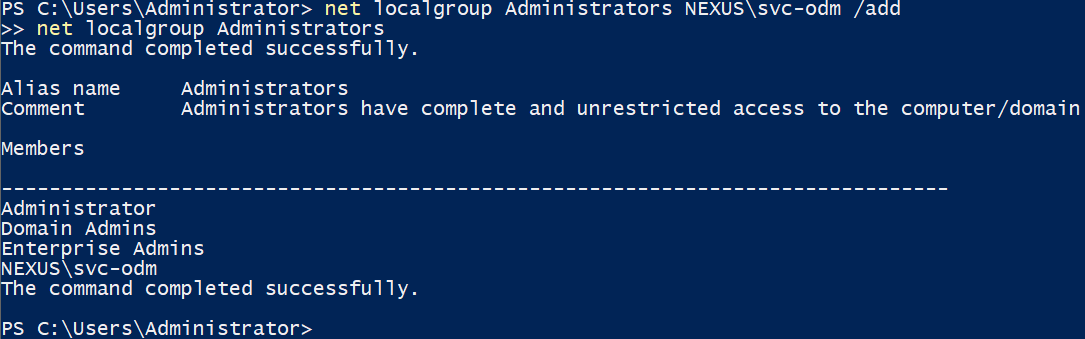 PS C:\Users\Administrator> net localgroup Administrators NEXUS\svc-odm /add
>> net localgroup Administrators
The command completed successfully.
Alias name     Administrators
Comment        Administrators have complete and unrestricted access to the computer/domain
Members
-------------------------------------------------------------------------------
Administrator
Domain Admins
Enterprise Admins
NEXUS\svc-odm
The command completed successfully.
PS C:\Users\Administrator>